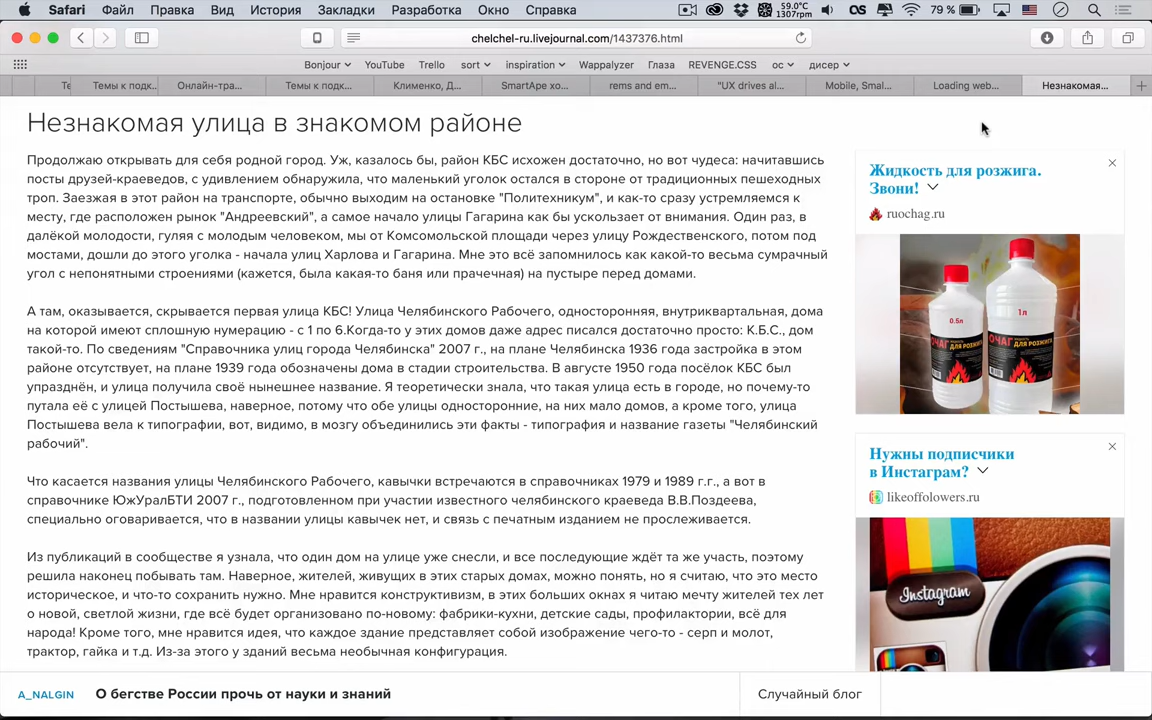 Safari Файл Правка Вид История Закладки Разработка Окно Справка 59.0°C 1307rpm 79 %
chelchel-ru.livejournal.com/1437376.html
Bonjour YouTube Trello sort inspiration Wappalyzer Глаза REVENGE.CSS ос дисер
Те Темы к подк... Онлайн-тра... Темы к подк... Клименко, Д... SmartApe хо... rems and em... "UX drives al... Mobile, Smal... Loading web... Незнакомая...
Незнакомая улица в знакомом районе
Продолжаю открывать для себя родной город. Уж, казалось бы, район КБС исхожен достаточно, но вот чудеса: начитавшись
посты друзей-краеведов, с удивлением обнаружила, что маленький уголок остался в стороне от традиционных пешеходных
троп. Заезжая в этот район на транспорте, обычно выходим на остановке "Политехникум", и как-то сразу устремляемся к
месту, где расположен рынок "Андреевский", а самое начало улицы Гагарина как бы ускользает от внимания. Один раз, в
далёкой молодости, гуляя с молодым человеком, мы от Комсомольской площади через улицу Рождественского, потом под
мостами, дошли до этого уголка - начала улиц Харлова и Гагарина. Мне это всё запомнилось как какой-то весьма сумрачный
угол с непонятными строениями (кажется, была какая-то баня или прачечная) на пустыре перед домами.
А там, оказывается, скрывается первая улица КБС! Улица Челябинского Рабочего, односторонняя, внутриквартальная, дома
на которой имеют сплошную нумерацию - с 1 по 6.Когда-то у этих домов даже адрес писался достаточно просто: К.Б.С., дом
такой-то. По сведениям "Справочника улиц города Челябинска" 2007 г., на плане Челябинска 1936 года застройка в этом
районе отсутствует, на плане 1939 года обозначены дома в стадии строительства. В августе 1950 года посёлок КБС был
упразднён, и улица получила своё нынешнее название. Я теоретически знала, что такая улица есть в городе, но почему-то
путала её с улицей Постышева, наверное, потому что обе улицы односторонние, на них мало домов, а кроме того, улица
Постышева вела к типографии, вот, видимо, в мозгу объединились эти факты - типография и название газеты "Челябинский
рабочий".
Что касается названия улицы Челябинского Рабочего, кавычки встречаются в справочниках 1979 и 1989 г.г., а вот в
справочнике ЮжУралБТИ 2007 г., подготовленном при участии известного челябинского краеведа В.В.Поздеева,
специально оговаривается, что в названии улицы кавычек нет, и связь с печатным изданием не прослеживается.
Из публикаций в сообществе я узнала, что один дом на улице уже снесли, и все последующие ждёт та же участь, поэтому
решила наконец побывать там. Наверное, жителей, живущих в этих старых домах, можно понять, но я считаю, что это место
историческое, и что-то сохранить нужно. Мне нравится конструктивизм, в этих больших окнах я читаю мечту жителей тех лет
о новой, светлой жизни, где всё будет организовано по-новому: фабрики-кухни, детские сады, профилактории, всё для
народа! Кроме того, мне нравится идея, что каждое здание представляет собой изображение чего-то - серп и молот,
трактор, гайка и т.д. Из-за этого у зданий весьма необычная конфигурация.
Жидкость для розжига.
Звони!
ruochag.ru
0.5л
1л
ОЧАГ ЖИДКОСТЬ ДЛЯ РОЗЖИГА
Нужны подписчики
в Инстаграм?
likeoffolowers.ru
Instagram
A_NALGIN О бегстве России прочь от науки и знаний Случайный блог